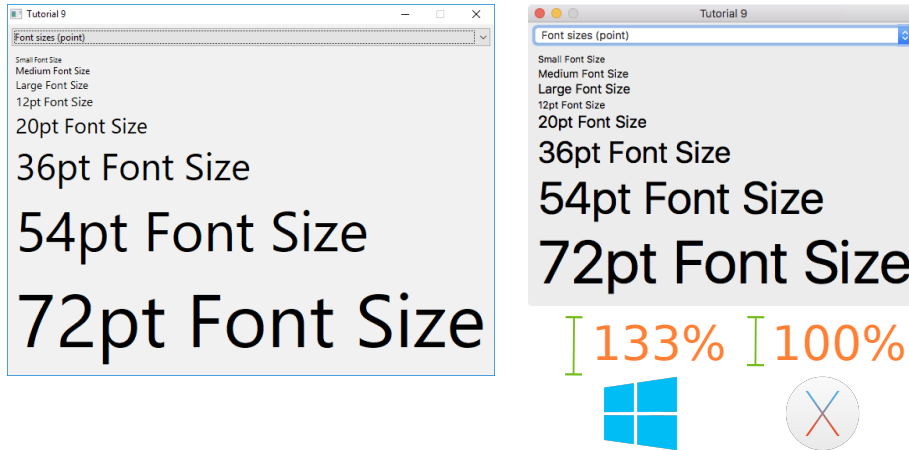 Tutorial 9
Font sizes (point)
Small Font Size
Medium Font Size
Large Font Size
12pt Font Size
20pt Font Size
36pt Font Size
54pt Font Size
72pt Font Size
Tutorial 9
Font sizes (point)
Small Font Size
Medium Font Size
Large Font Size
12pt Font Size
20pt Font Size
36pt Font Size
54pt Font Size
72pt Font Size
133% 100%